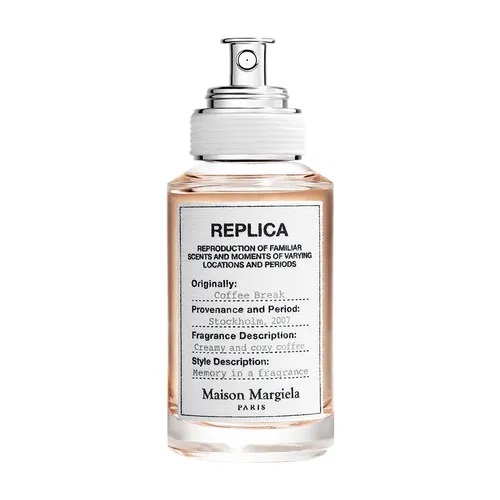 REPLICA
REPRODUCTION OF FAMILIAR
SCENTS AND MOMENTS OF VARYING
LOCATIONS AND PERIODS
Originally:
Coffee Break
Provenance and Period:
Stockholm, 2007
Fragrance Description:
Creamy and cozy coffee
Style Description:
Memory in a fragrance
Maison Margiela
PARIS